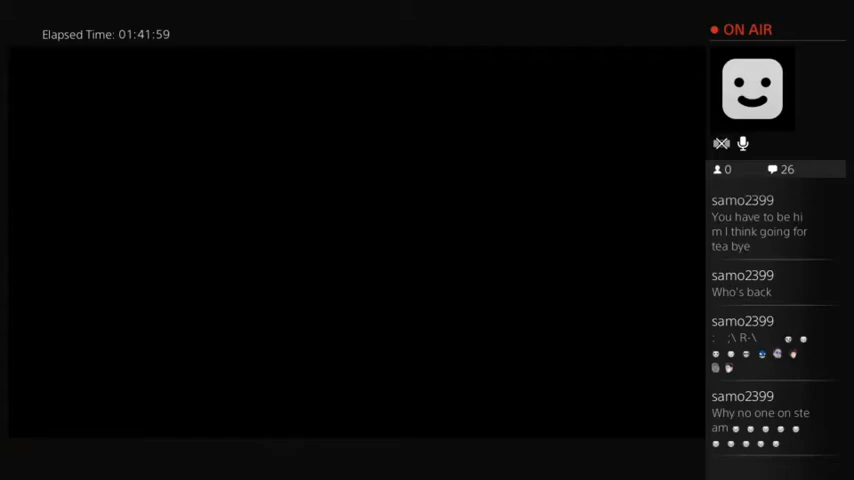 Elapsed Time: 01:41:59
ON AIR
0 26
samo2399
You have to be hi
m I think going for
tea bye
samo2399
Who's back
samo2399
: ;\ R-\
samo2399
Why no one on ste
am